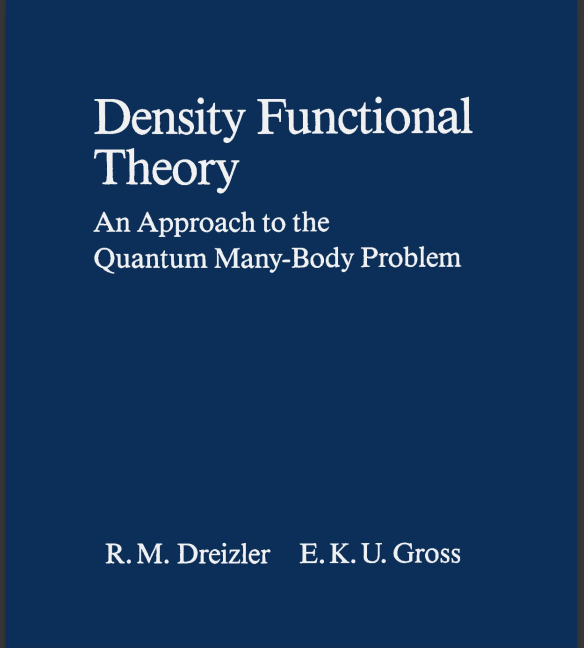 Density Functional
Theory
An Approach to the
Quantum Many-Body Problem
R. M. Dreizler E. K. U. Gross